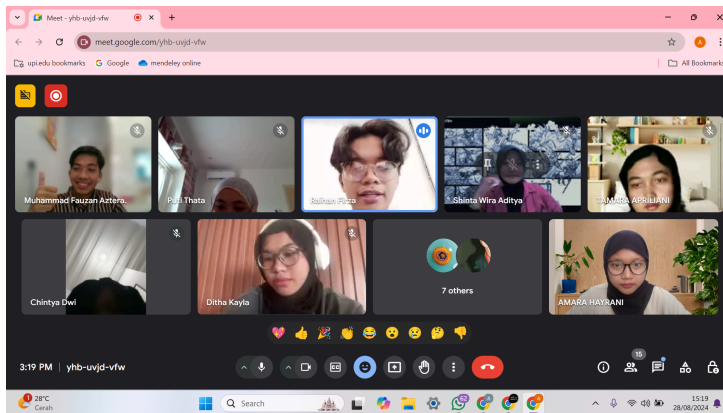 Meet - yhb-uvjd-vfw
meet.google.com/yhb-uvjd-vfw
upi.edu bookmarks Google mendeley online All Bookmarks
Muhammad Fauzan Aztera.
Puti Thata
Raihan Firza
Shinta Wira Aditya
TAMARA APRILIANI
Chintya Dwi
Ditha Kayla
7 others
AMARA HAYRANI
3:19 PM | yhb-uvjd-vfw
15
28°C
Cerah
Search
15:19
28/08/2024